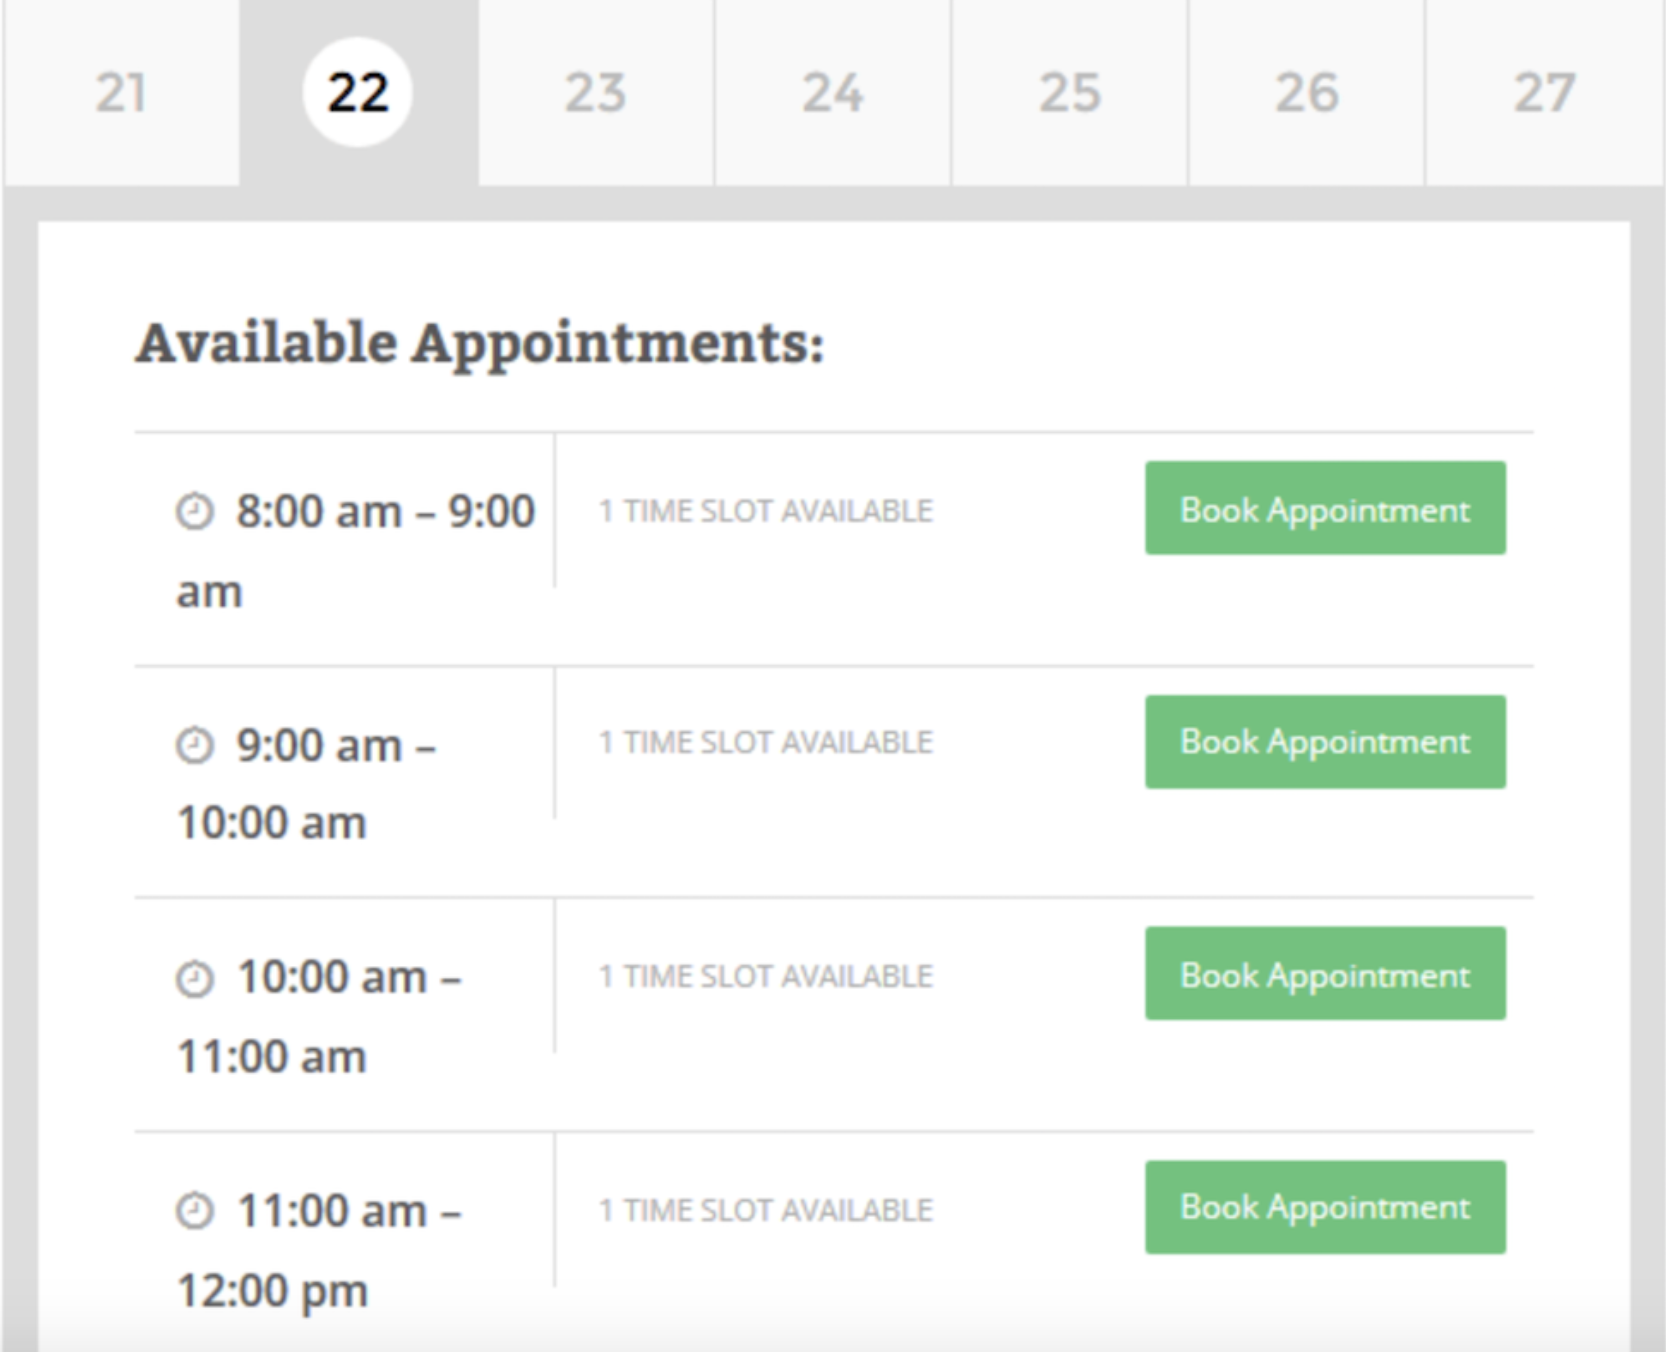 21 22 23 24 25 26 27
Available Appointments:
8:00 am – 9:00 am
1 TIME SLOT AVAILABLE
Book Appointment
9:00 am –
10:00 am
1 TIME SLOT AVAILABLE
Book Appointment
10:00 am –
11:00 am
1 TIME SLOT AVAILABLE
Book Appointment
11:00 am –
12:00 pm
1 TIME SLOT AVAILABLE
Book Appointment